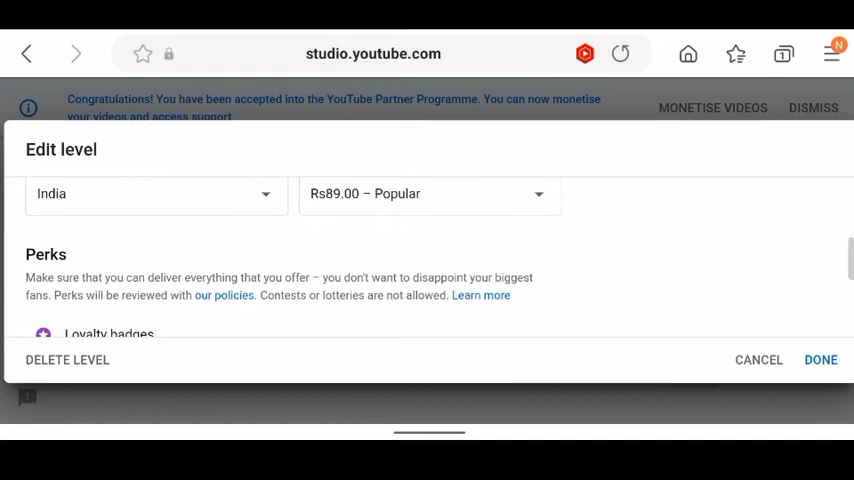 studio.youtube.com
1
N
Congratulations! You have been accepted into the YouTube Partner Programme. You can now monetise
your videos and access support
MONETISE VIDEOS
DISMISS
Edit level
India
Rs89.00 – Popular
Perks
Make sure that you can deliver everything that you offer – you don't want to disappoint your biggest
fans. Perks will be reviewed with our policies. Contests or lotteries are not allowed. Learn more
Loyalty badges
DELETE LEVEL
CANCEL
DONE